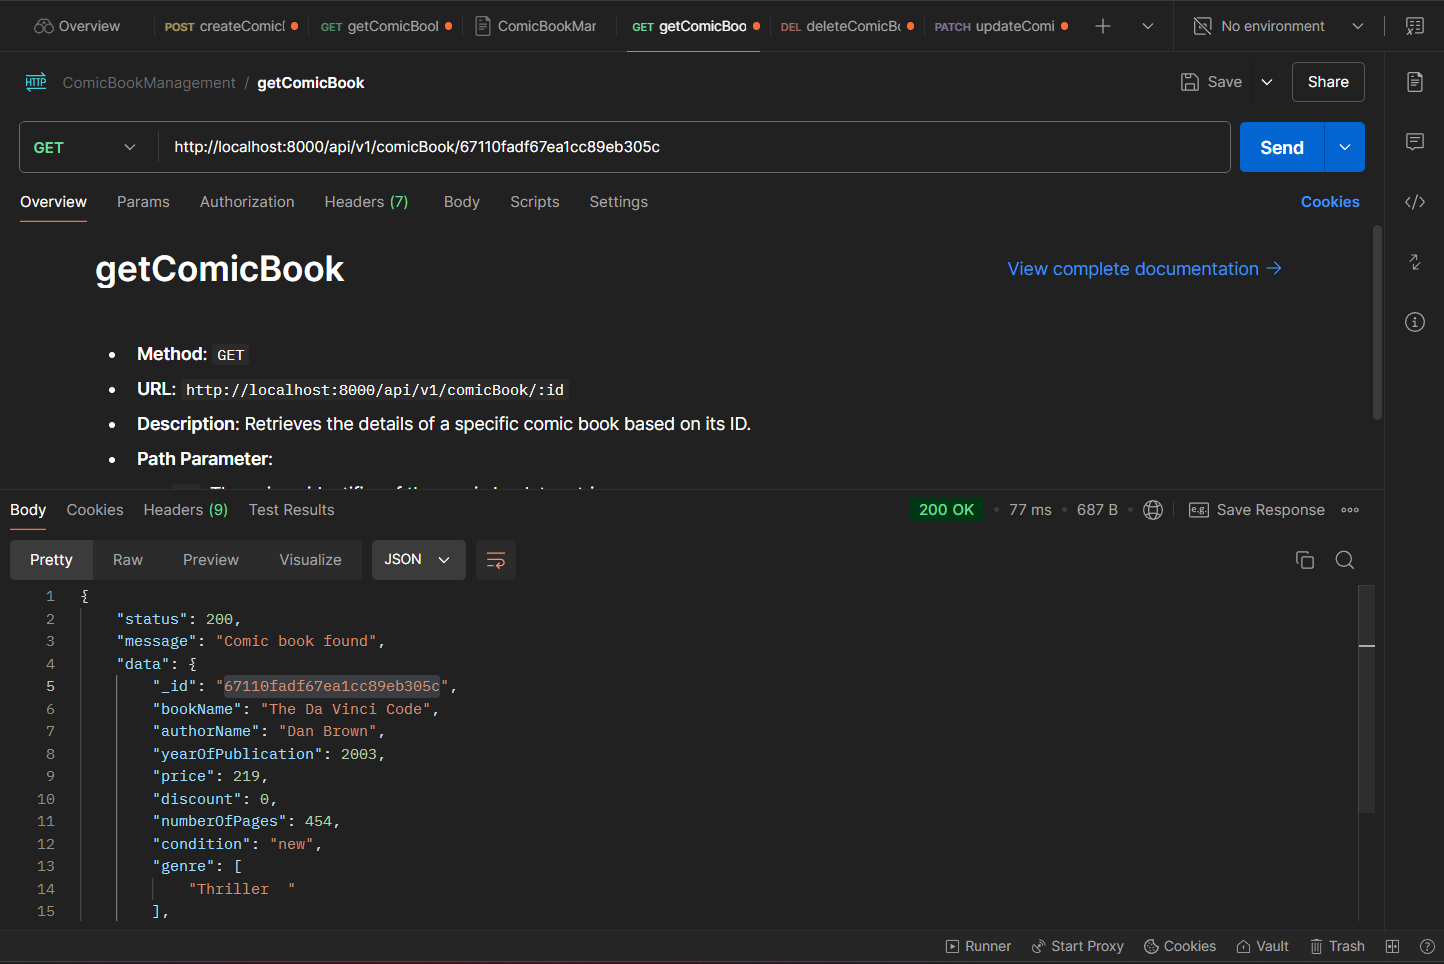 Overview POST createComicI GET getComicBool ComicBookMar GET getComicBoo DEL deleteComicBc PATCH updateComi No environment
HTTP ComicBookManagement / getComicBook Save Share
GET http://localhost:8000/api/v1/comicBook/67110fadf67ea1cc89eb305c Send
Overview Params Authorization Headers (7) Body Scripts Settings Cookies
getComicBook View complete documentation →
• Method: GET
• URL: http://localhost:8000/api/v1/comicBook/:id
• Description: Retrieves the details of a specific comic book based on its ID.
• Path Parameter:
Body Cookies Headers (9) Test Results 200 OK • 77 ms • 687 B • e.g. Save Response
Pretty Raw Preview Visualize JSON
1 {
2 "status": 200,
3 "message": "Comic book found",
4 "data": {
5 "_id": "67110fadf67ea1cc89eb305c",
6 "bookName": "The Da Vinci Code",
7 "authorName": "Dan Brown",
8 "yearOfPublication": 2003,
9 "price": 219,
10 "discount": 0,
11 "numberOfPages": 454,
12 "condition": "new",
13 "genre": [
14 "Thriller  "
15 ],
Runner Start Proxy Cookies Vault Trash